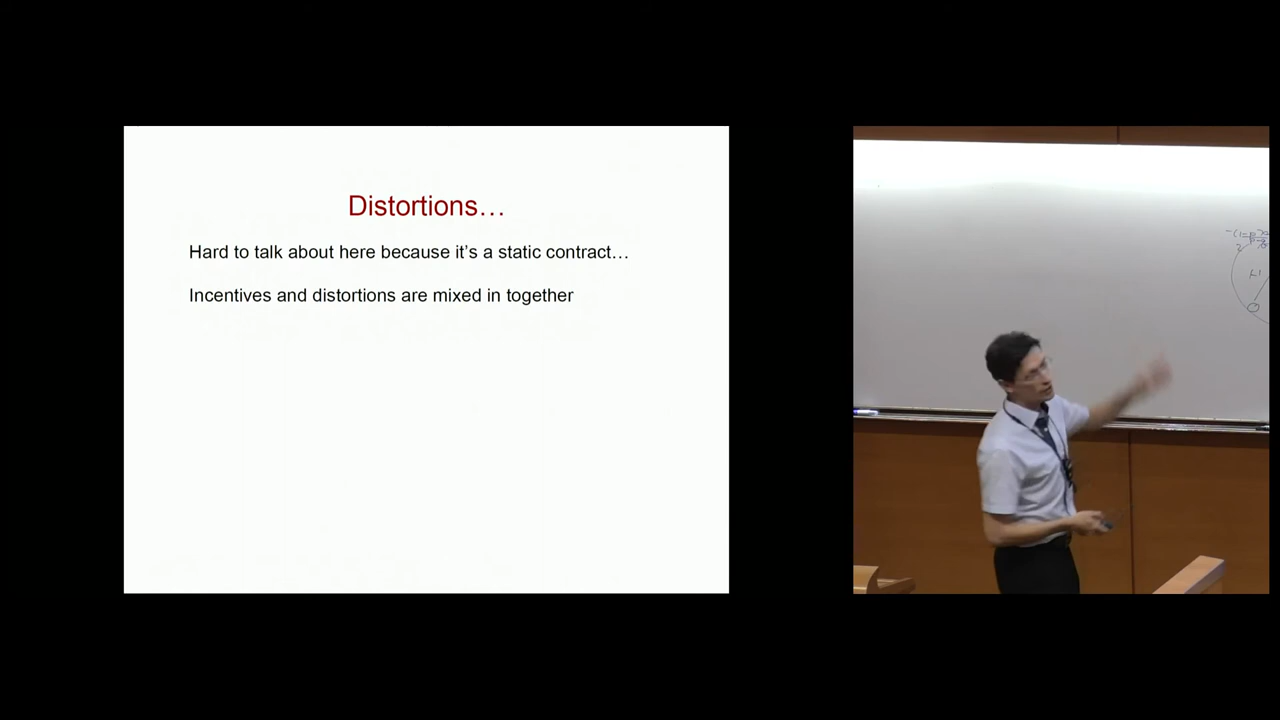 Distortions…
Hard to talk about here because it's a static contract…
Incentives and distortions are mixed in together